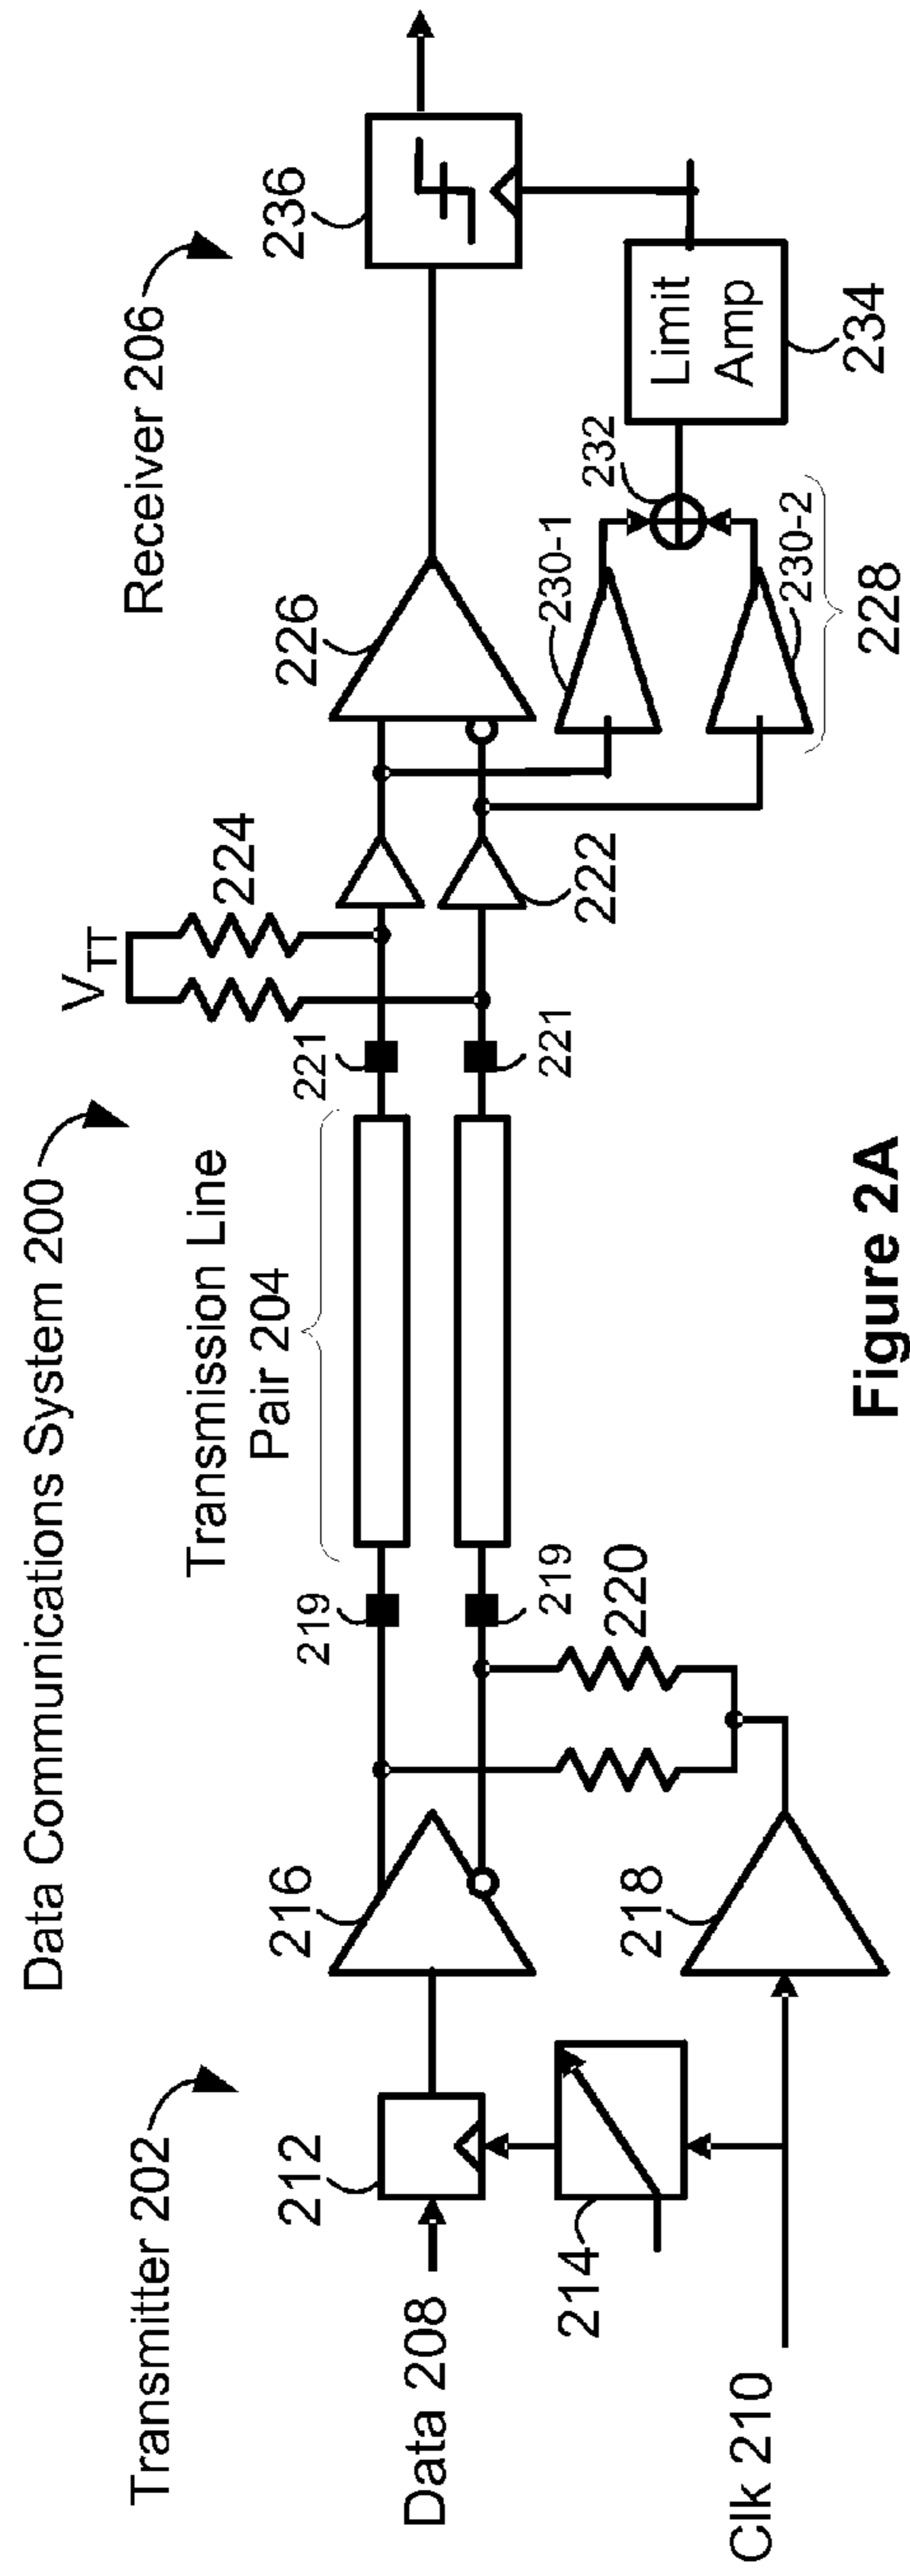 Data Communications System 200
Transmitter 202
Transmission Line
Pair 204
Receiver 206
V TT
224
212
216
219
221
226
236
Data 208
219
221
222
230-1
232
Limit
Amp
214
218
220
230-2
234
Clk 210
228
Figure 2A